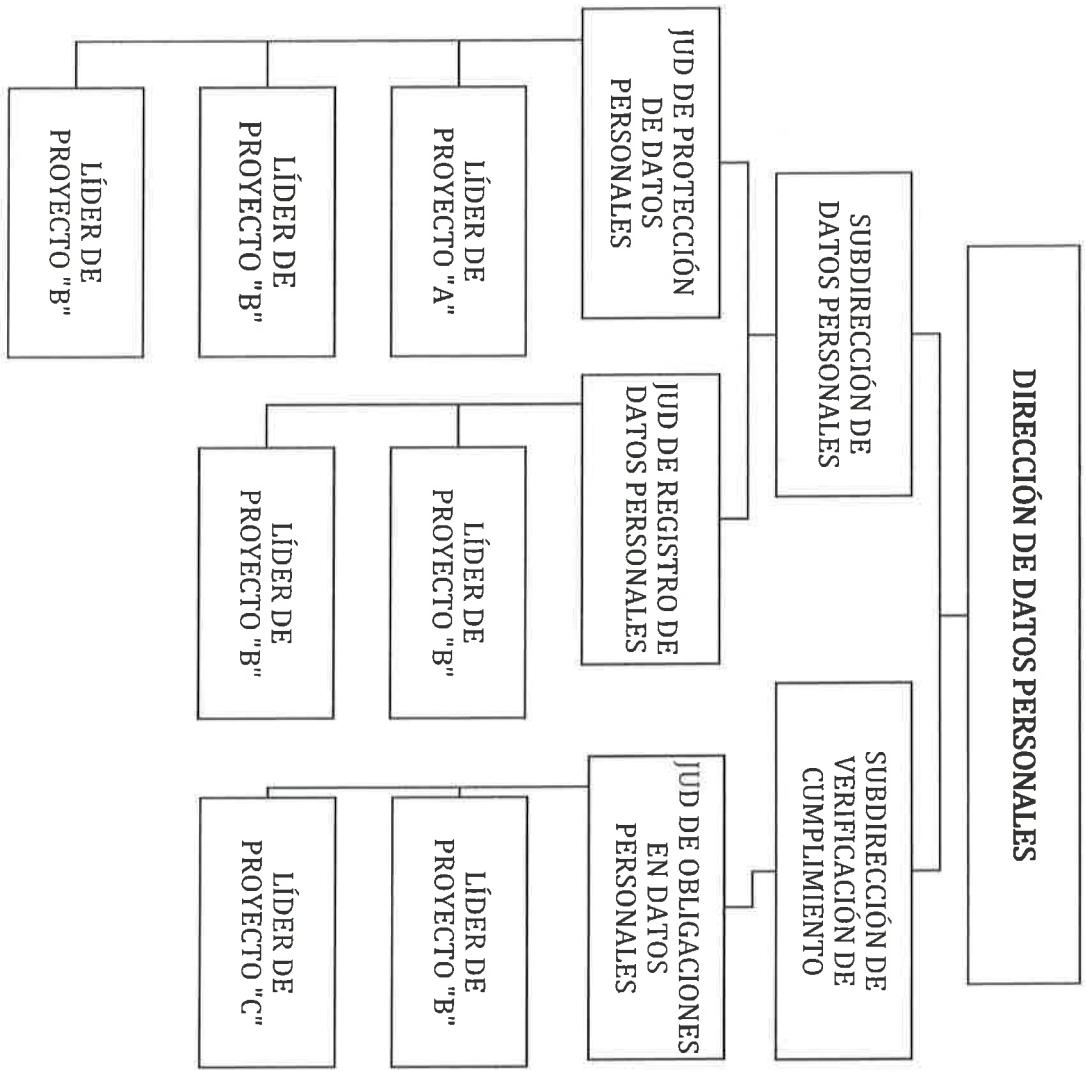 DIRECCIÓN DE DATOS PERSONALES
SUBDIRECCIÓN DE
DATOS PERSONALES
SUBDIRECCIÓN DE
VERIFICACIÓN DE
CUMPLIMIENTO
JUD DE PROTECCIÓN
DE DATOS
PERSONALES
JUD DE REGISTRO DE
DATOS PERSONALES
JUD DE OBLIGACIONES
EN DATOS
PERSONALES
LÍDER DE
PROYECTO "A"
LÍDER DE
PROYECTO "B"
LÍDER DE
PROYECTO "B"
LÍDER DE
PROYECTO "B"
LÍDER DE
PROYECTO "B"
LÍDER DE
PROYECTO "B"
LÍDER DE
PROYECTO "C"